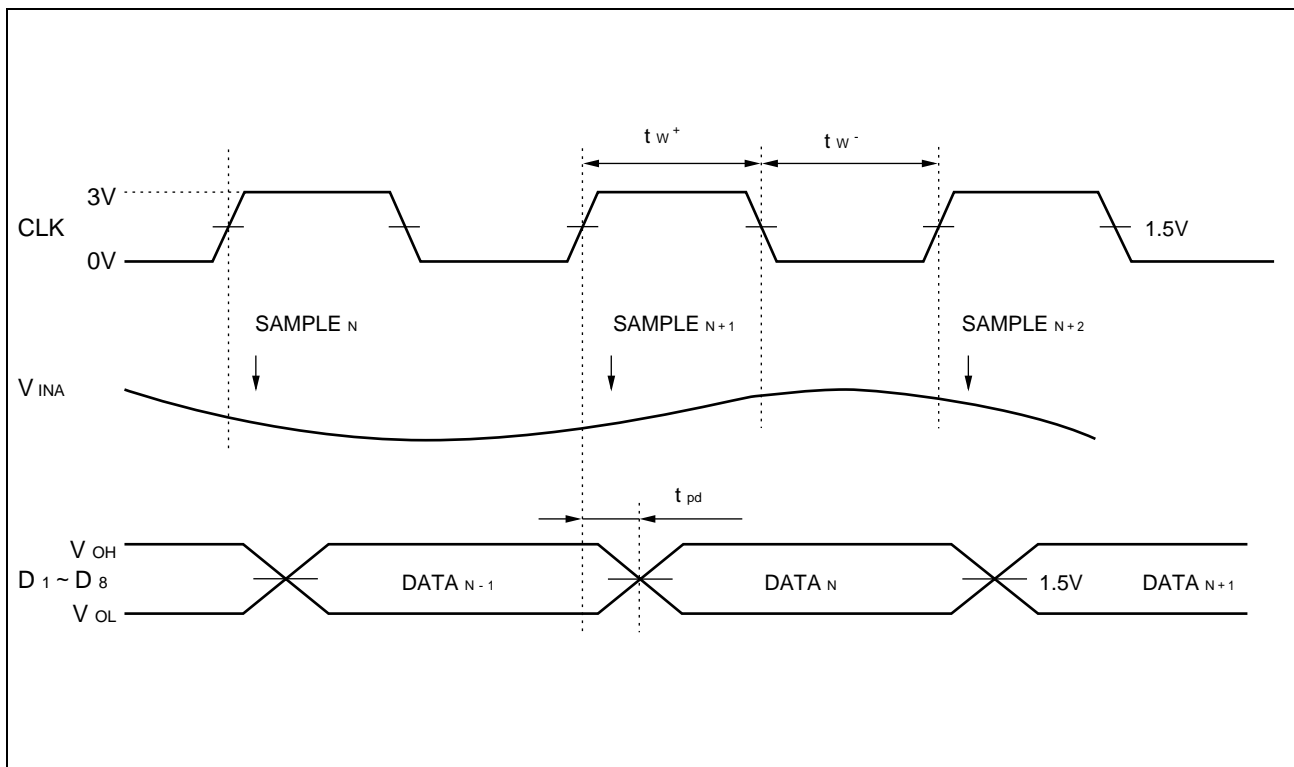 t W + t W -
3V
CLK
0V
1.5V
SAMPLE N SAMPLE N + 1 SAMPLE N + 2
V INA
t pd
V OH
D 1 ~ D 8 DATA N - 1 DATA N 1.5V DATA N + 1
V OL